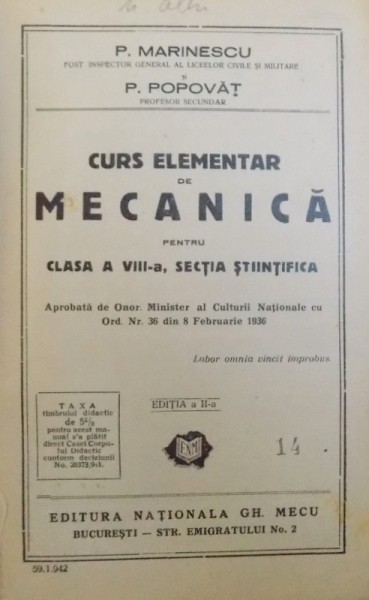 P. MARINESCU
FOST INSPECTOR GENERAL AL LICEELOR CIVILE ȘI MILITARE
ȘI
P. POPOVĂȚ
PROFESOR SECUNDAR
CURS ELEMENTAR
DE
MECANICĂ
PENTRU
CLASA A VIII-a, SECȚIA ȘTIINȚIFICA
Aprobată de Onor. Minister al Culturii Naționale cu
Ord. Nr. 36 din 8 Februarie 1936
Labor omnia vincit improbus.
EDIȚIA a II-a
TAXA
timbrului didactic
de 5%
pentru acest ma-
nual s'a plătit
direct Casei Corpu-
lui Didactic
conform deciziunii
No.
14.
EDITURA NAȚIONALA GH. MECU
BUCUREȘTI — STR. EMIGRATULUI No. 2
59.1.942